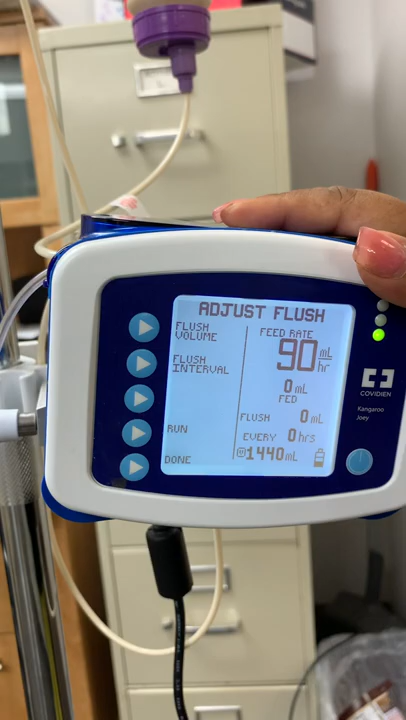 ADJUST FLUSH
FLUSH
VOLUME
FLUSH
INTERVAL
RUN
DONE
FEED RATE
90 mL/hr
0 mL
FED
FLUSH 0 mL
EVERY 0 hrs
1440 mL
COVIDIEN
Kangaroo
Joey